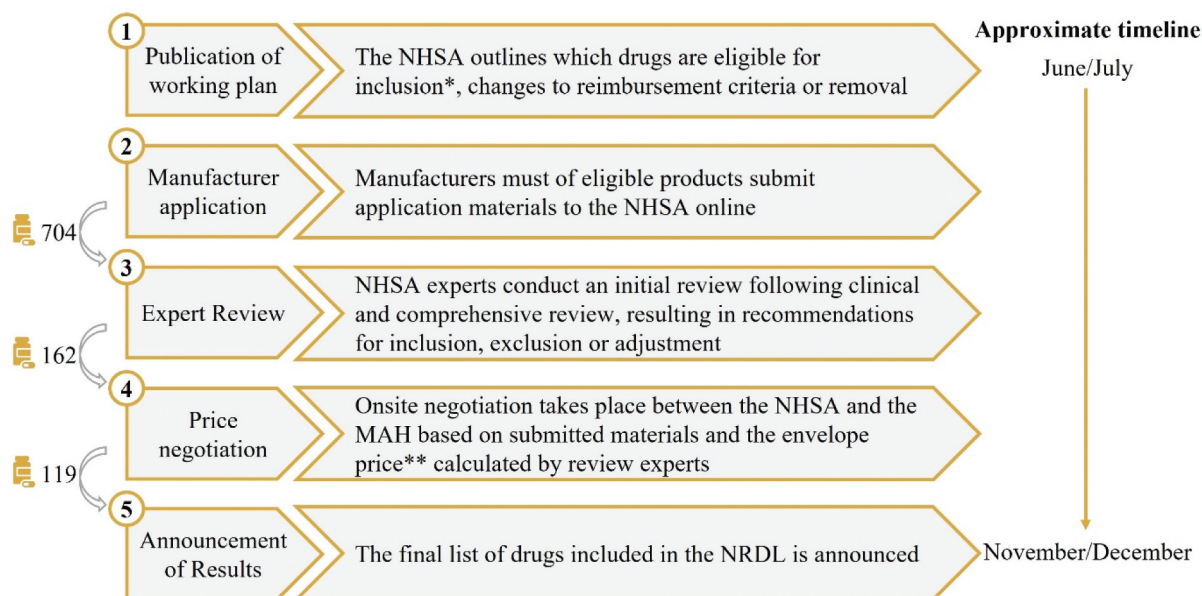 Approximate timeline
June/July
1
Publication of
working plan
The NHSA outlines which drugs are eligible for
inclusion*, changes to reimbursement criteria or removal
2
Manufacturer
application
Manufacturers must of eligible products submit
application materials to the NHSA online
704
3
Expert Review
NHSA experts conduct an initial review following clinical
and comprehensive review, resulting in recommendations
for inclusion, exclusion or adjustment
162
4
Price
negotiation
Onsite negotiation takes place between the NHSA and the
MAH based on submitted materials and the envelope
price** calculated by review experts
119
5
Announcement
of Results
The final list of drugs included in the NRDL is announced
November/December